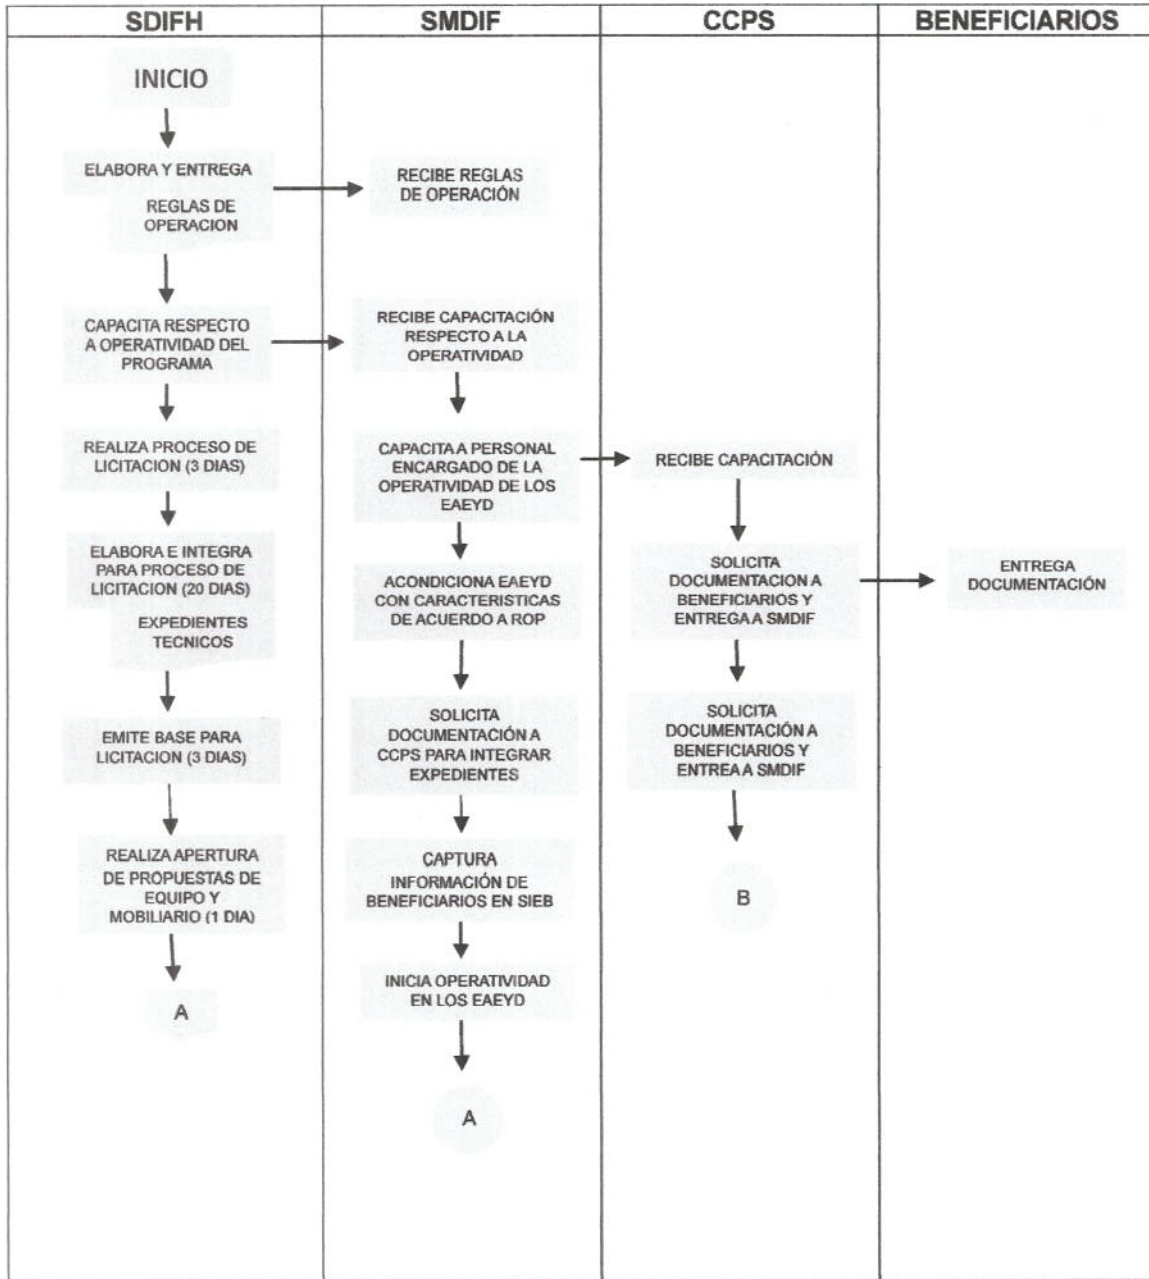 SDIFH
SMDIF
CCPS
BENEFICIARIOS
INICIO
ELABORA Y ENTREGA
REGLAS DE
OPERACION
CAPACITA RESPECTO
A OPERATIVIDAD DEL
PROGRAMA
REALIZA PROCESO DE
LICITACION (3 DIAS)
ELABORA E INTEGRA
PARA PROCESO DE
LICITACION (20 DIAS)
EXPEDIENTES
TECNICOS
EMITE BASE PARA
LICITACION (3 DIAS)
REALIZA APERTURA
DE PROPUESTAS DE
EQUIPO Y
MOBILIARIO (1 DIA)
A
RECIBE REGLAS
DE OPERACIÓN
RECIBE CAPACITACIÓN
RESPECTO A LA
OPERATIVIDAD
CAPACITA A PERSONAL
ENCARGADO DE LA
OPERATIVIDAD DE LOS
EAEYD
ACONDICIONA EAEYD
CON CARACTERISTICAS
DE ACUERDO A ROP
SOLICITA
DOCUMENTACIÓN A
CCPS PARA INTEGRAR
EXPEDIENTES
CAPTURA
INFORMACIÓN DE
BENEFICIARIOS EN SIEB
INICIA OPERATIVIDAD
EN LOS EAEYD
A
RECIBE CAPACITACIÓN
SOLICITA
DOCUMENTACION A
BENEFICIARIOS Y
ENTREGA A SMDIF
SOLICITA
DOCUMENTACIÓN A
BENEFICIARIOS Y
ENTREA A SMDIF
B
ENTREGA
DOCUMENTACIÓN